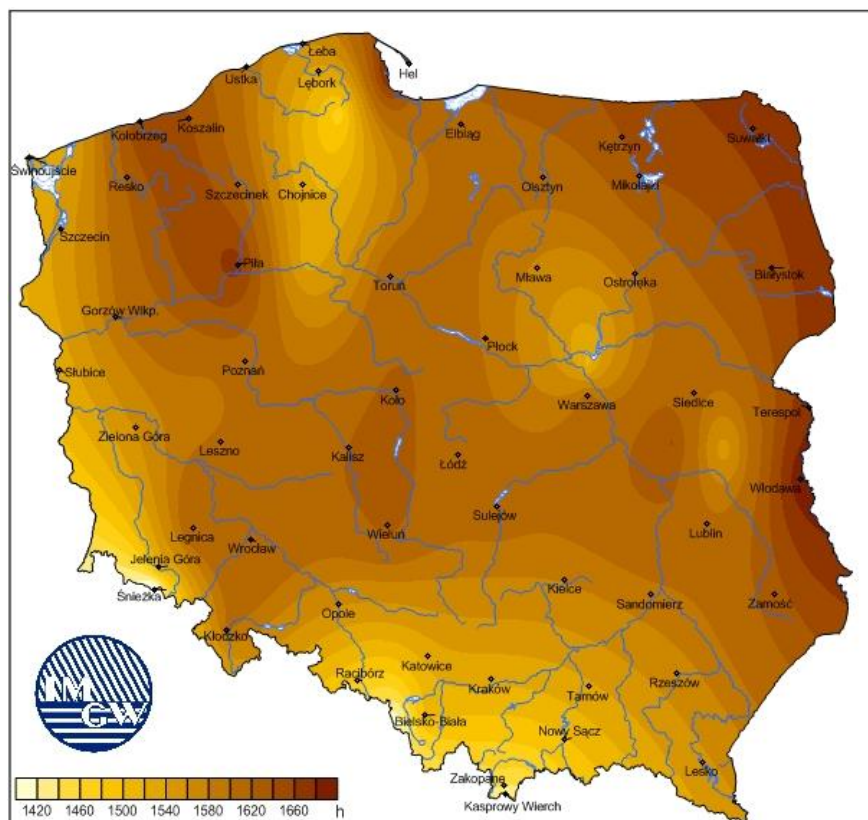 Łeba
Hel
Ustka
Lębork
Koszalin
Kołobrzeg
Elbląg
Kętrzyn
Suwałki
Świnoujście
Resko
Szczecinek
Chojnice
Olsztyn
Mikołajki
Szczecin
Piła
Toruń
Mława
Ostrołęka
Białystok
Gorzów Wlkp.
Płock
Słubice
Poznań
Koło
Warszawa
Siedlce
Terespol
Zielona Góra
Leszno
Kalisz
Łódź
Włodawa
Sulejów
Legnica
Wrocław
Wieluń
Lublin
Jelenia Góra
Śnieżka
Opole
Kielce
Sandomierz
Zamość
Kłodzko
Racibórz
Katowice
Kraków
Tarnów
Rzeszów
Bielsko-Biała
Nowy Sącz
Lesko
Zakopane
Kasprowy Wierch
IM
GW
1420 1460 1500 1540 1580 1620 1660 h